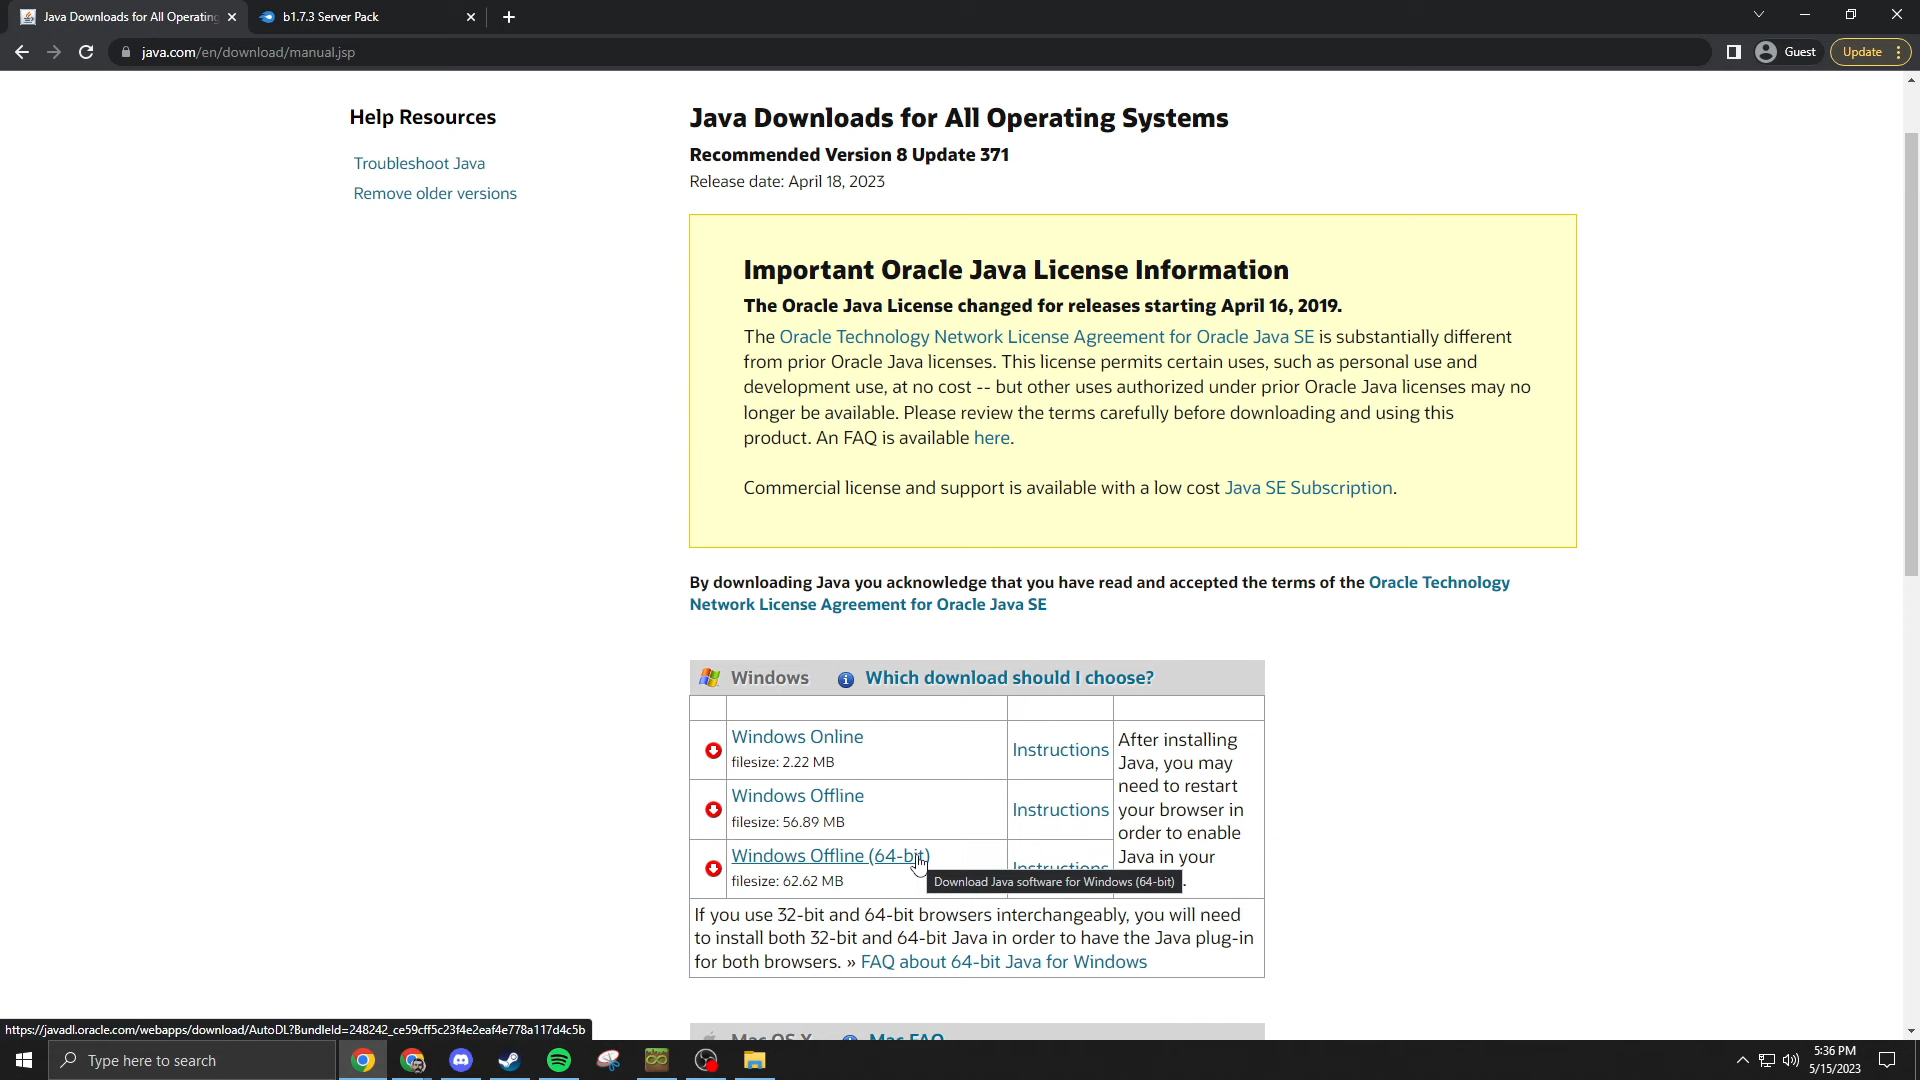 Java Downloads for All Operating
b1.7.3 Server Pack
java.com/en/download/manual.jsp
Guest
Update
Help Resources
Troubleshoot Java
Remove older versions
Java Downloads for All Operating Systems
Recommended Version 8 Update 371
Release date: April 18, 2023
Important Oracle Java License Information
The Oracle Java License changed for releases starting April 16, 2019.
The Oracle Technology Network License Agreement for Oracle Java SE is substantially different
from prior Oracle Java licenses. This license permits certain uses, such as personal use and
development use, at no cost -- but other uses authorized under prior Oracle Java licenses may no
longer be available. Please review the terms carefully before downloading and using this
product. An FAQ is available here.
Commercial license and support is available with a low cost Java SE Subscription.
By downloading Java you acknowledge that you have read and accepted the terms of the Oracle Technology
Network License Agreement for Oracle Java SE
Windows Which download should I choose?
Windows Online
filesize: 2.22 MB
Instructions
Windows Offline
filesize: 56.89 MB
Instructions
Windows Offline (64-bit)
filesize: 62.62 MB
Instructions
After installing
Java, you may
need to restart
your browser in
order to enable
Java in your
.
Download Java software for Windows (64-bit)
If you use 32-bit and 64-bit browsers interchangeably, you will need
to install both 32-bit and 64-bit Java in order to have the Java plug-in
for both browsers. » FAQ about 64-bit Java for Windows
Mac OS X Mac FAQ
https://javadl.oracle.com/webapps/download/AutoDL?BundleId=248242_ce59cff5c23f4e2eaf4e778a117d4c5b
Type here to search
5:36 PM
5/15/2023